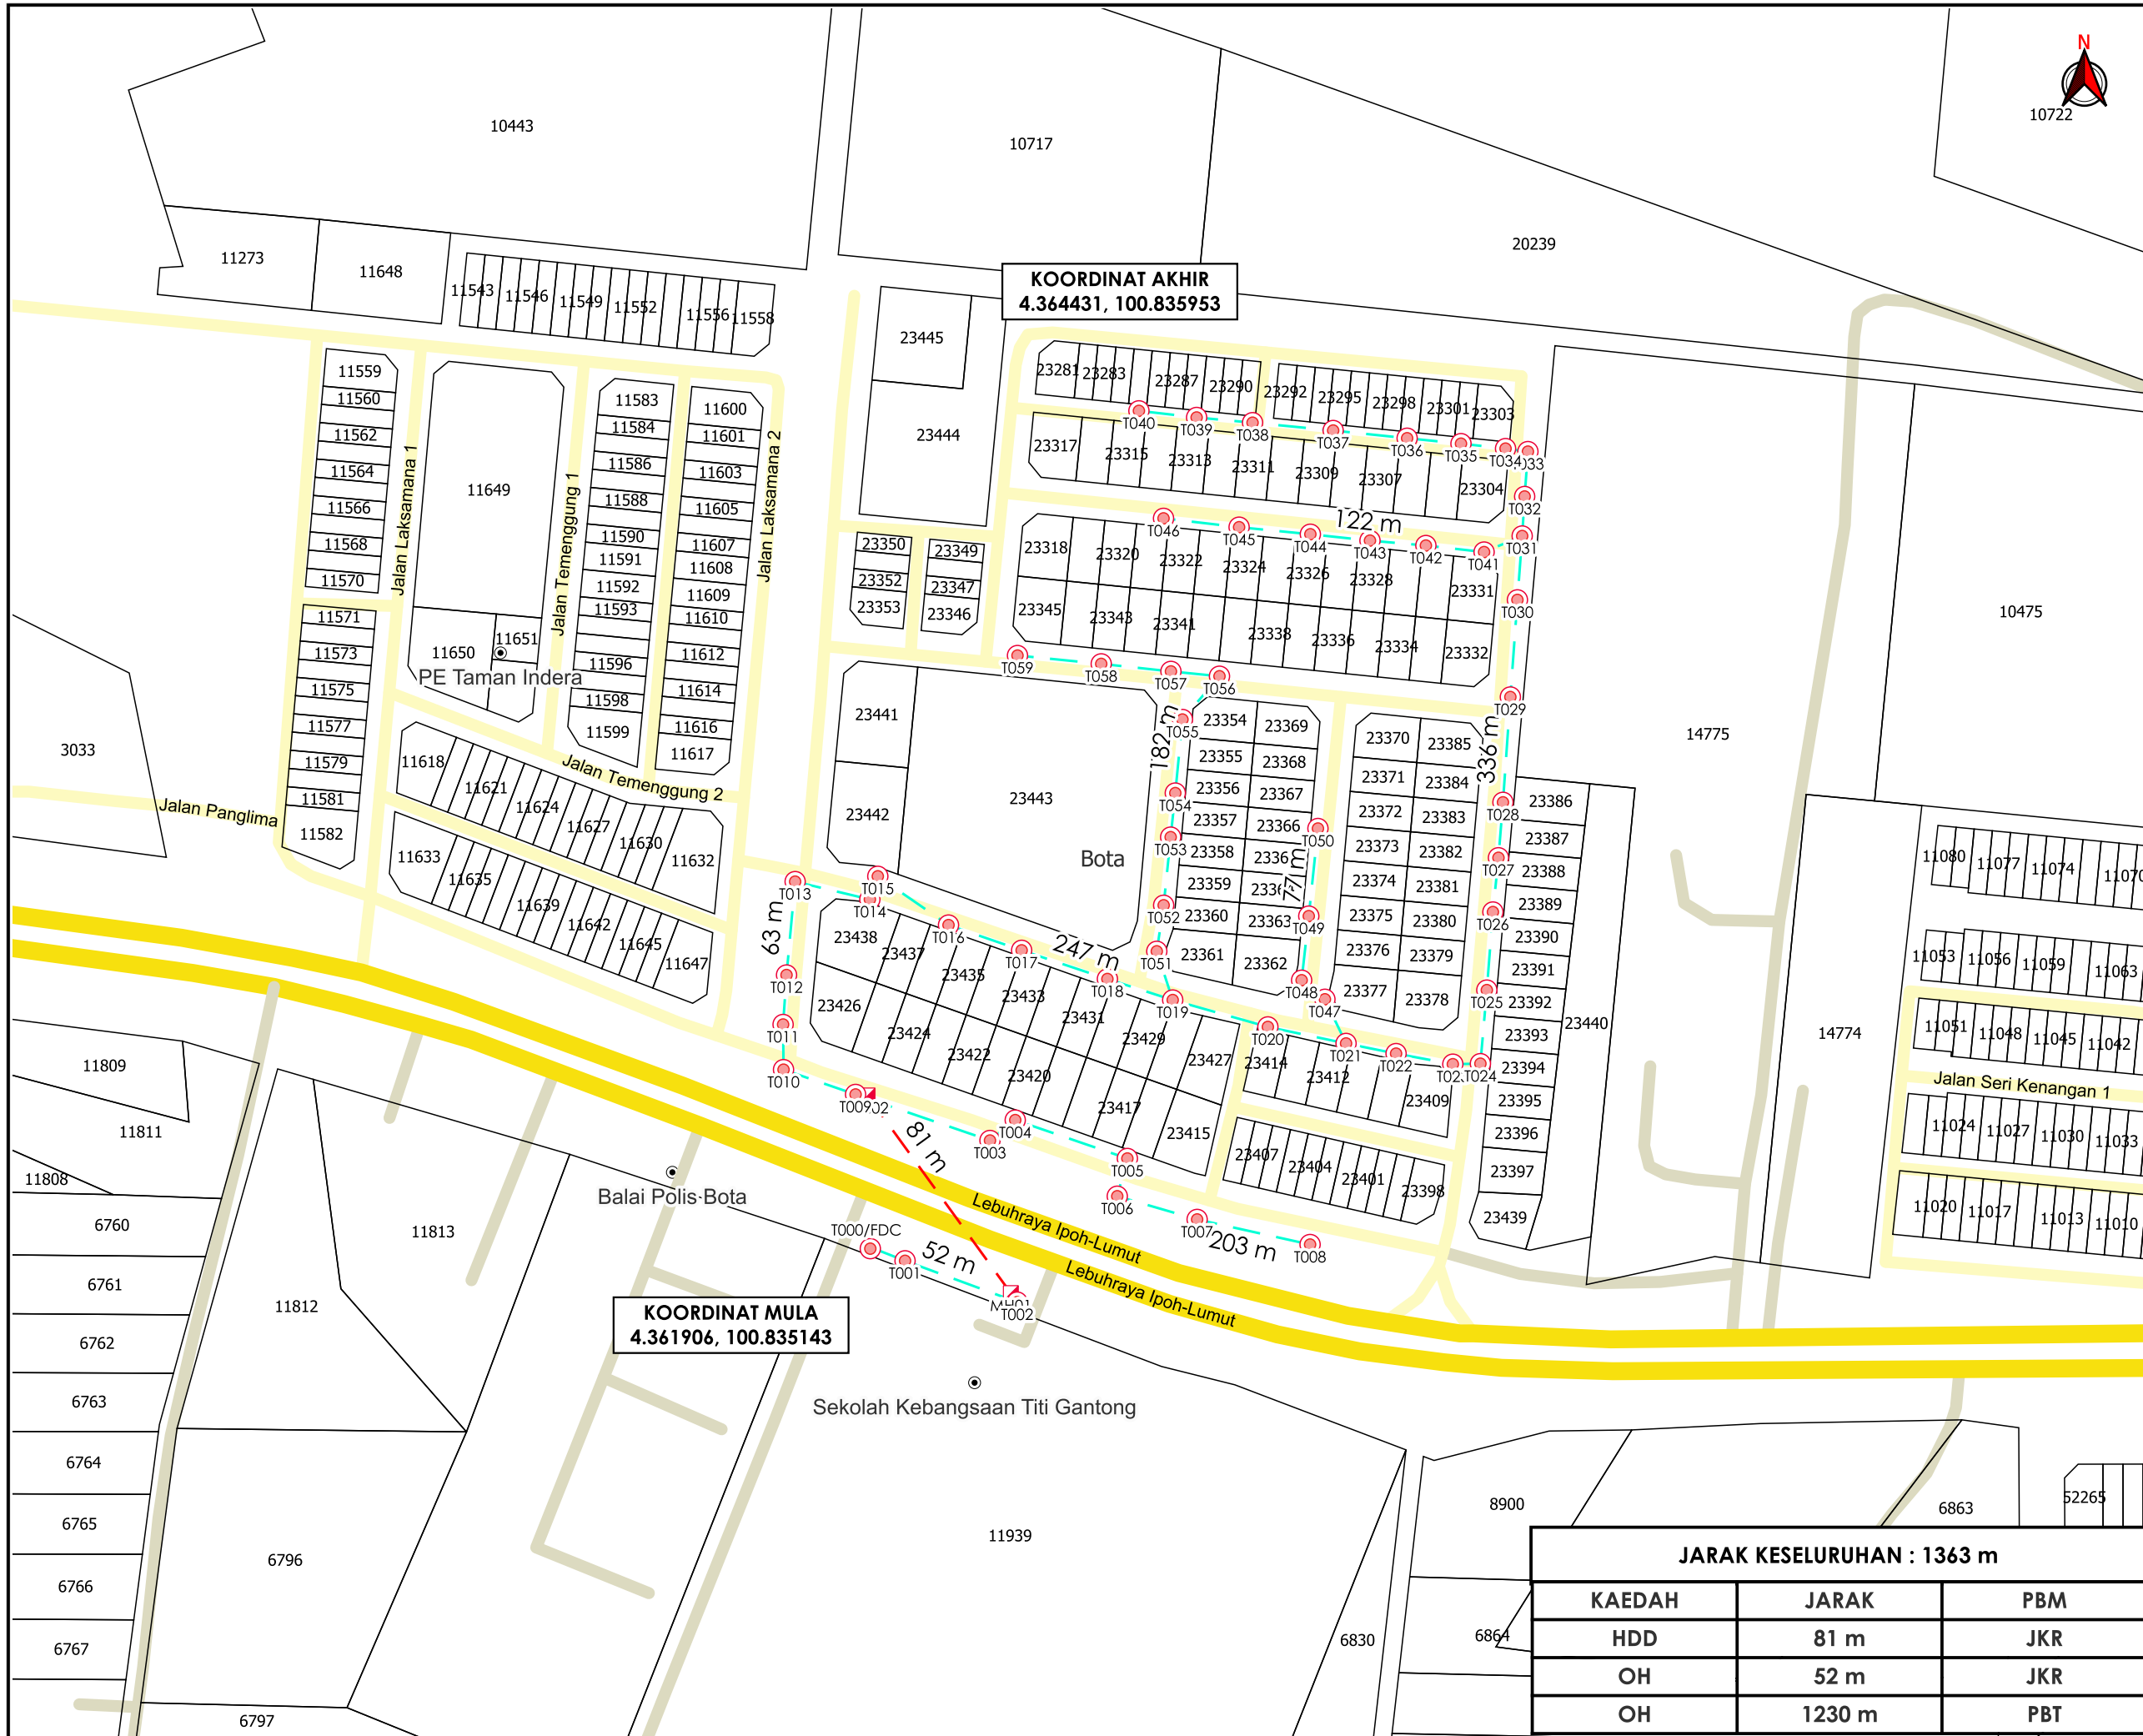 N
10722
10443
10717
20239
11273
11648
11543
11546
11549
11552
11556
11558
KOORDINAT AKHIR
4.364431, 100.835953
23445
23444
23281
23283
23287
23290
23292
23295
23298
23301
23303
T040
T039
T038
T037
T036
T035
T034
23317
23315
23313
23311
23309
23307
23304
T032
T031
T030
T029
11559
11560
11562
11564
11566
11568
11570
11571
11573
11575
11577
11579
11581
11582
Jalan Laksamana 1
11649
11650
11651
PE Taman Indera
Jalan Temenggung 1
11583
11584
11586
11588
11590
11591
11592
11593
11596
11598
11599
11600
11601
11603
11605
11607
11608
11609
11610
11612
11614
11616
11617
Jalan Laksamana 2
122 m
T046
T045
T044
T043
T042
T041
23318
23320
23322
23324
23326
23328
23331
23345
23343
23341
23338
23336
23334
23332
23350
23352
23353
23349
23347
23346
T059
T058
T057
T056
T055
182 m
T054
T053
T052
T051
23441
23442
23443
Bota
23354
23355
23356
23357
23358
23359
23360
23361
23369
23368
23367
23366
23363
23362
T050
77 m
T049
T048
T047
23370
23371
23372
23373
23374
23375
23376
23377
23385
23384
23383
23382
23381
23380
23379
23378
336 m
T028
T027
T026
T025
T024
23386
23387
23388
23389
23390
23391
23392
23393
23394
23395
23396
23397
23439
23440
14775
10475
14774
3033
Jalan Panglima
Jalan Temenggung 2
11618
11621
11624
11627
11630
11632
11633
11635
11639
11642
11645
11647
T013
T015
T014
63 m
T012
T011
T010
T016
T017
247 m
T018
T019
T020
T021
T022
23438
23437
23435
23433
23431
23429
23427
23426
23424
23422
23420
23417
23415
23414
23412
23409
23407
23404
23401
23398
T009
T004
T003
T005
T006
T007
T008
203 m
81 m
11080
11077
11074
11070
11053
11056
11059
11063
11051
11048
11045
11042
Jalan Seri Kenangan 1
11024
11027
11030
11033
11020
11017
11013
11010
11809
11811
11808
6760
6761
6762
6763
6764
6765
6766
6767
11813
11812
6796
6797
Balai Polis Bota
T000/FDC
T001
52 m
T002
Lebuhraya Ipoh-Lumut
Lebuhraya Ipoh-Lumut
KOORDINAT MULA
4.361906, 100.835143
Sekolah Kebangsaan Titi Gantong
11939
6830
8900
6864
6863
52265
JARAK KESELURUHAN : 1363 m
KAEDAH JARAK PBM
HDD 81 m JKR
OH 52 m JKR
OH 1230 m PBT